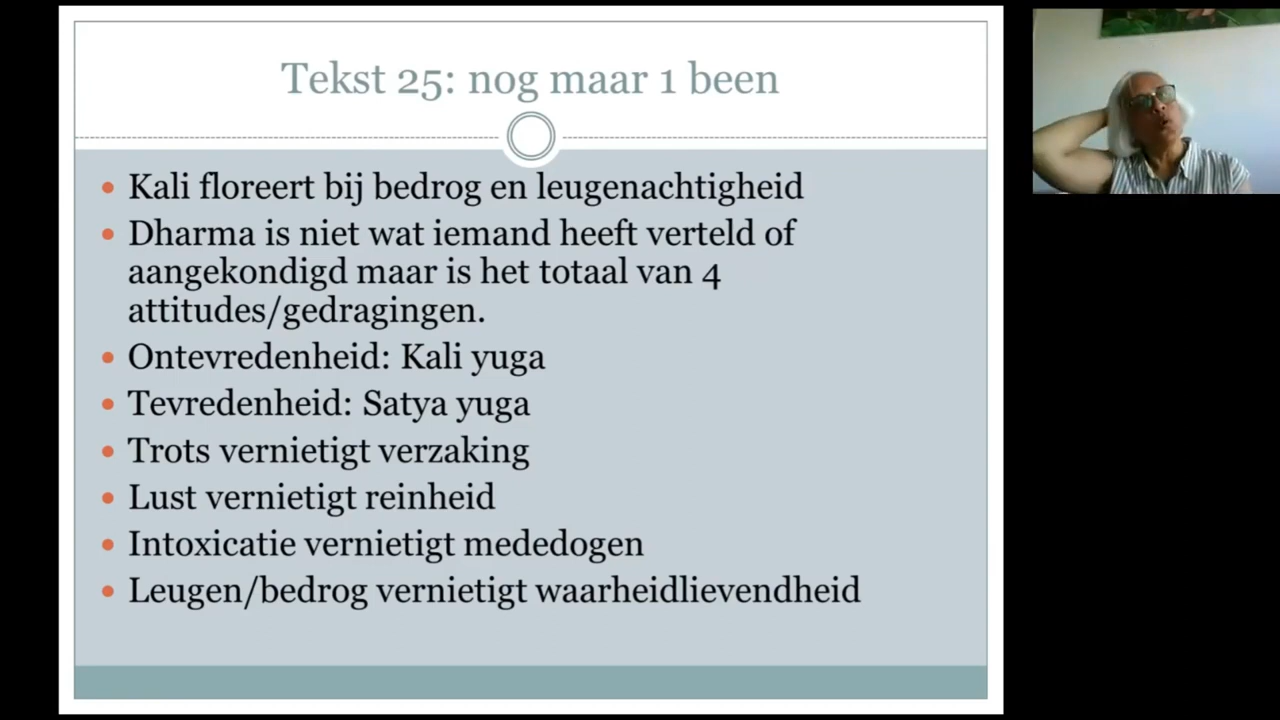 Tekst 25: nog maar 1 been
Kali floreert bij bedrog en leugenachtigheid
Dharma is niet wat iemand heeft verteld of
aangekondigd maar is het totaal van 4
attitudes/gedragingen.
Ontevredenheid: Kali yuga
Tevredenheid: Satya yuga
Trots vernietigt verzaking
Lust vernietigt reinheid
Intoxicatie vernietigt mededogen
Leugen/bedrog vernietigt waarheidlievendheid